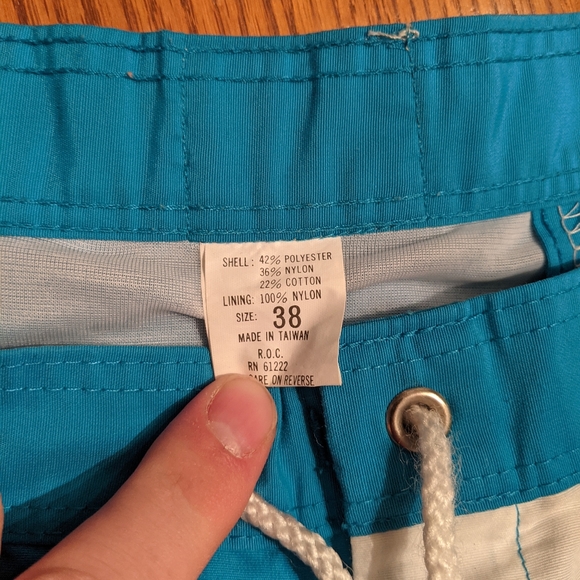 SHELL: 42% POLYESTER
36% NYLON
22% COTTON
LINING: 100% NYLON
SIZE: 38
MADE IN TAIWAN
R.O.C.
RN 61222
ON REVERSE